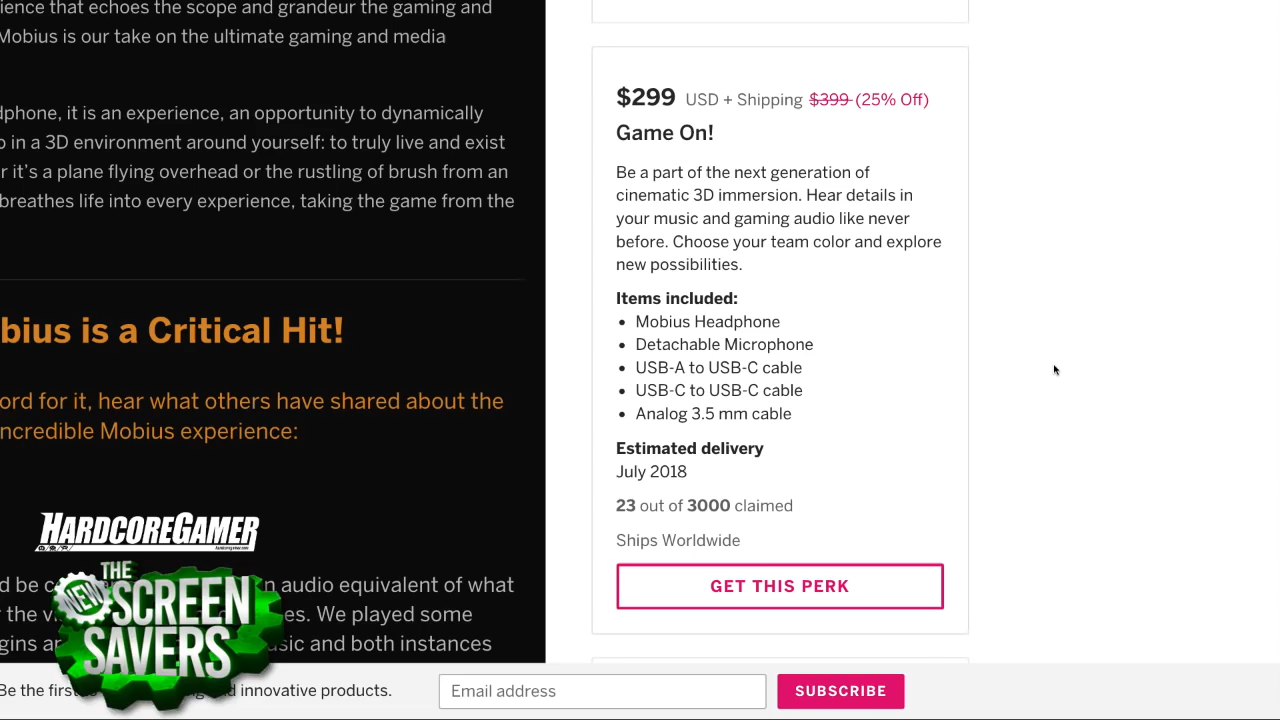 ience that echoes the scope and grandeur the gaming and
Mobius is our take on the ultimate gaming and media
dphone, it is an experience, an opportunity to dynamically
o in a 3D environment around yourself: to truly live and exist
r it's a plane flying overhead or the rustling of brush from an
breathes life into every experience, taking the game from the
bius is a Critical Hit!
ord for it, hear what others have shared about the
ncredible Mobius experience:
HARDCOREGAMER
d be c n audio equivalent of what
the v es. We played some
gins ar usic and both instances
THE
NEW SCREEN
SAVERS
$299 USD + Shipping $399 (25% Off)
Game On!
Be a part of the next generation of
cinematic 3D immersion. Hear details in
your music and gaming audio like never
before. Choose your team color and explore
new possibilities.
Items included:
• Mobius Headphone
• Detachable Microphone
• USB-A to USB-C cable
• USB-C to USB-C cable
• Analog 3.5 mm cable
Estimated delivery
July 2018
23 out of 3000 claimed
Ships Worldwide
GET THIS PERK
Be the first d innovative products.
Email address
SUBSCRIBE